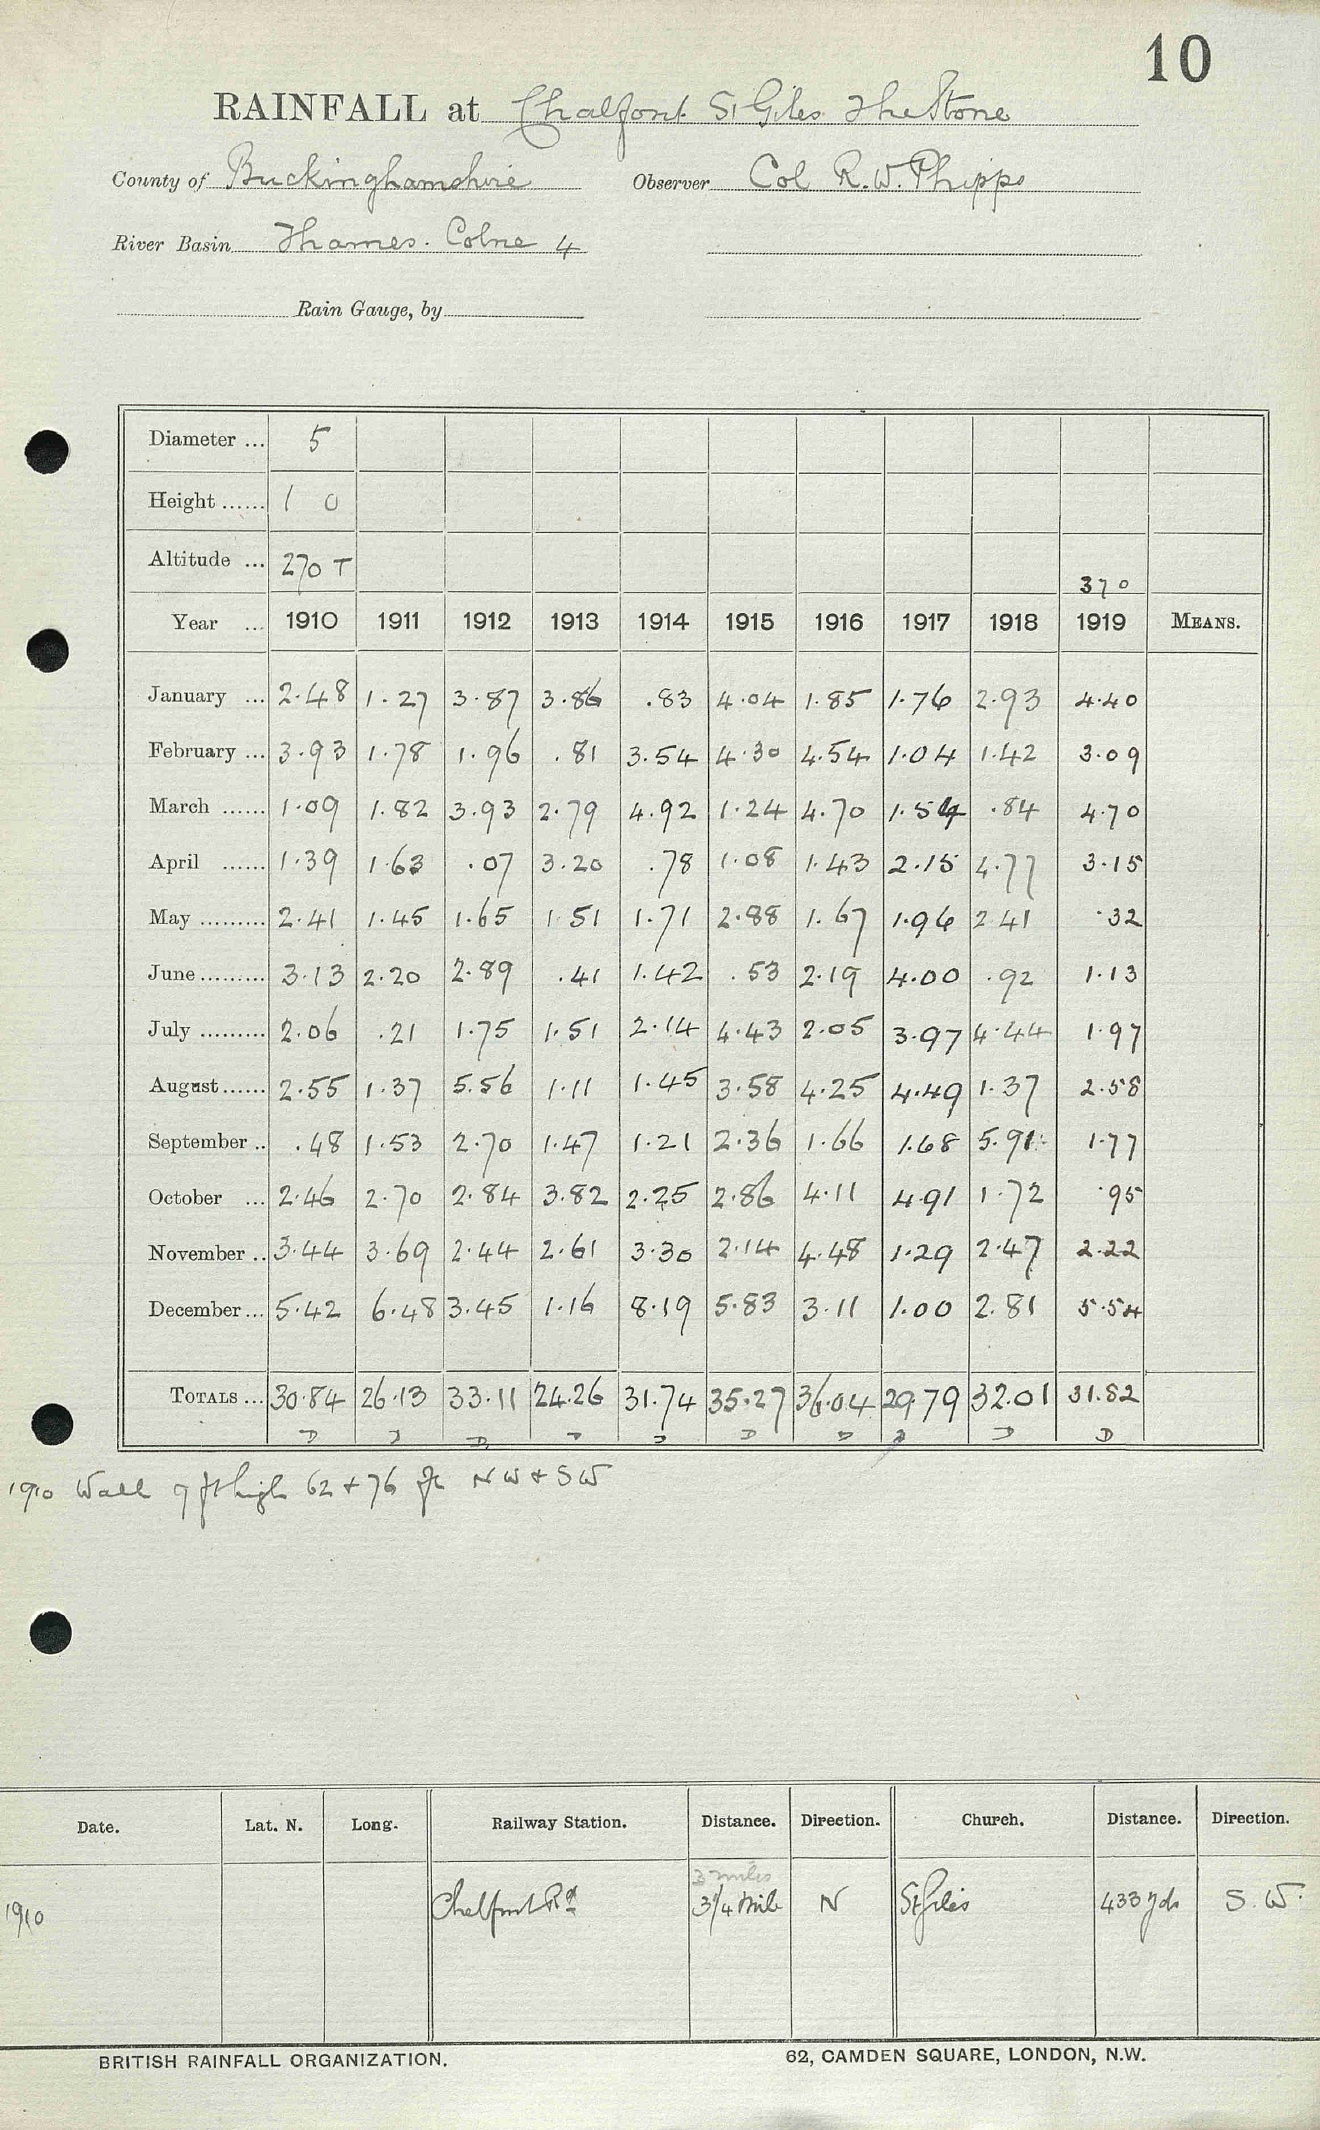 10
RAINFALL at Chalfont St Giles The Stone
County of Buckinghamshire Observer Col R.W. Phipps
River Basin Thames. Colne 4
Rain Gauge, by
Diameter ... 5
Height ...... 1 0
Altitude ... 270 T 370
Year ... 1910 1911 1912 1913 1914 1915 1916 1917 1918 1919 MEANS.
January ... 2.48 1.27 3.87 3.86 .83 4.04 1.85 1.76 2.93 4.40
February ... 3.93 1.78 1.96 .81 3.54 4.30 4.54 1.04 1.42 3.09
March ...... 1.09 1.82 3.93 2.79 4.92 1.24 4.70 1.54 .84 4.70
April ...... 1.39 1.63 .07 3.20 .78 1.08 1.43 2.15 4.77 3.15
May ......... 2.41 1.45 1.65 1.51 1.71 2.88 1.67 1.96 2.41 .32
June ......... 3.13 2.20 2.89 .41 1.42 .53 2.19 4.00 .92 1.13
July ......... 2.06 .21 1.75 1.51 2.14 4.43 2.05 3.97 4.44 1.97
August ...... 2.55 1.37 5.56 1.11 1.45 3.58 4.25 4.49 1.37 2.58
September .. .48 1.53 2.70 1.47 1.21 2.36 1.66 1.68 5.91 1.77
October ... 2.46 2.70 2.84 3.82 2.25 2.86 4.11 4.91 1.72 .95
November .. 3.44 3.69 2.44 2.61 3.30 2.14 4.48 1.29 2.47 2.22
December ... 5.42 6.48 3.45 1.16 8.19 5.83 3.11 1.00 2.81 5.54
TOTALS ... 30.84 26.13 33.11 24.26 31.74 35.27 36.04 29.79 32.01 31.82
1910 Wall 9 ft high 62 + 76 ft NW + SW
Date. Lat. N. Long. Railway Station. Distance. Direction. Church. Distance. Direction.
3 miles
1910 Chalfont Rd 3/4 Mile N St Giles 433 yds S.W.
BRITISH RAINFALL ORGANIZATION. 62, CAMDEN SQUARE, LONDON, N.W.